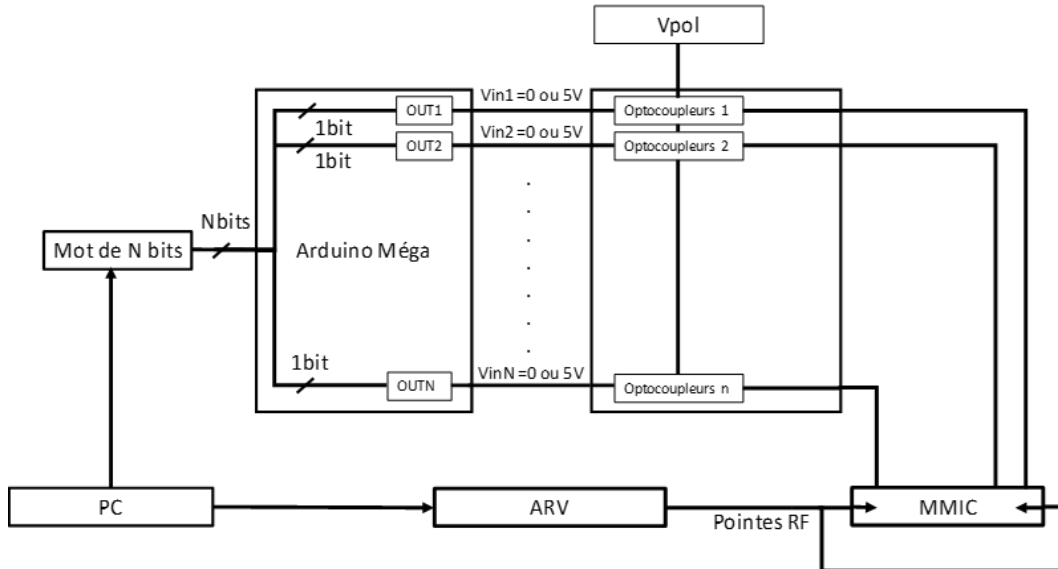 Vpol
Vin1=0 ou 5V
OUT1
Optocoupleurs 1
1bit
Vin2=0 ou 5V
OUT2
Optocoupleurs 2
1bit
.
.
.
.
.
.
.
Nbits
Mot de N bits
Arduino Méga
1bit
VinN=0 ou 5V
OUTN
Optocoupleurs n
PC
ARV
Pointes RF
MMIC